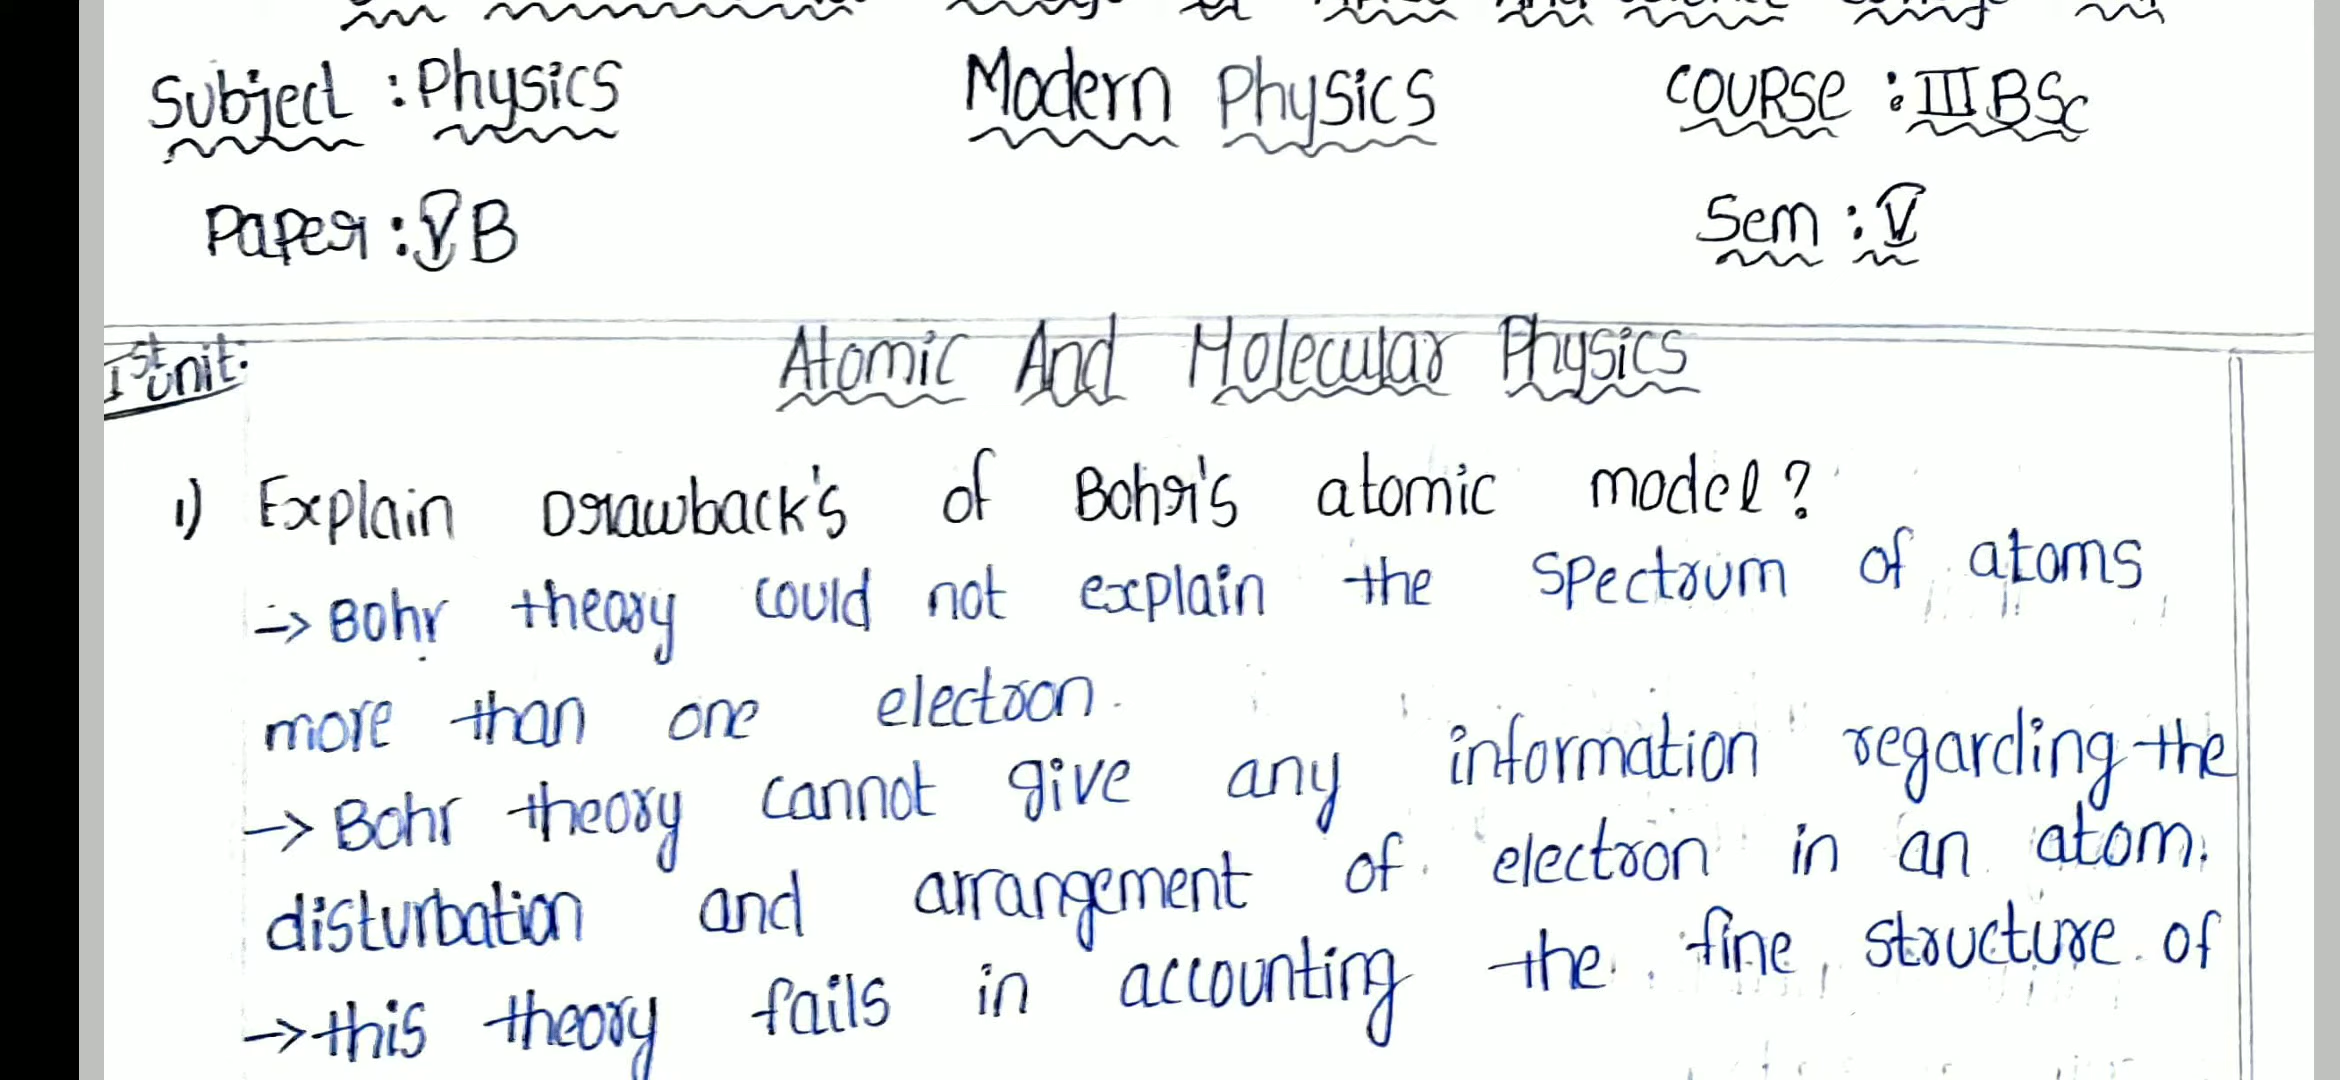 Subject : Physics Modern Physics COURSE : III BSc
Paper : V B Sem : V
1st unit. Atomic And Molecular Physics
1) Explain Drawback's of Bohr's atomic model?
-> Bohr theory could not explain the spectrum of atoms
more than one electron.
-> Bohr theory cannot give any information regarding the
disturbation and arrangement of electron in an atom.
-> this theory fails in accounting the fine structure of